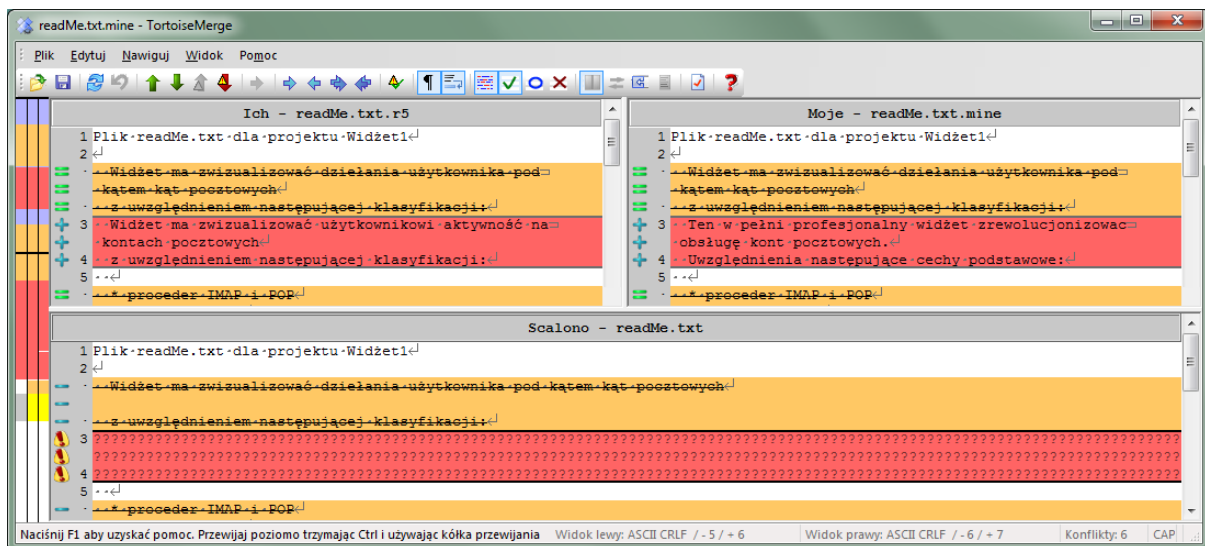 readMe.txt.mine - TortoiseMerge
Plik Edytuj Nawiguj Widok Pomoc
Ich - readMe.txt.r5
1 Plik·readMe.txt·dla·projektu·Widżet1↵
2 ↵
· ··Widżet·ma·zwizualizować·dzielania·użytkownika·pod
·kątem·kąt·pocztowych↵
· ··z·uwzględnieniem·następującej·klasyfikacji:↵
3 ··Widżet·ma·zwizualizować·użytkownikowi·aktywność·na
·kontach·pocztowych↵
4 ··z·uwzględnieniem·następującej·klasyfikacji:↵
5 ··↵
· ··*·proceder·IMAP·i·POP↵
Moje - readMe.txt.mine
1 Plik·readMe.txt·dla·projektu·Widżet1↵
2 ↵
· ··Widżet·ma·zwizualizować·działania·użytkownika·pod
·kątem·kąt·pocztowych↵
· ··z·uwzględnieniem·następującej·klasyfikacji:↵
3 ··Ten·w·pełni·profesjonalny·widżet·zrewolucjonizowac
·obsługę·kont·pocztowych.↵
4 ··Uwzględnienia·następujące·cechy·podstawowe:↵
5 ··↵
· ··*·proceder·IMAP·i·POP↵
Scalono - readMe.txt
1 Plik·readMe.txt·dla·projektu·Widżet1↵
2 ↵
· ··Widżet·ma·zwizualizować·działania·użytkownika·pod·kątem·kąt·pocztowych↵
· ··z·uwzględnieniem·następującej·klasyfikacji:↵
3 ????????????????????????????????????????????????????????????????????????????????????????????????????????????????????????????
????????????????????????????????????????????????????????????????????????????????????????????????????????????????????????????
4 ????????????????????????????????????????????????????????????????????????????????????????????????????????????????????????????
5 ··↵
· ··*·proceder·IMAP·i·POP↵
Naciśnij F1 aby uzyskać pomoc. Przewijaj poziomo trzymając Ctrl i używając kółka przewijania Widok lewy: ASCII CRLF / - 5 / + 6 Widok prawy: ASCII CRLF / - 6 / + 7 Konflikty: 6 CAP